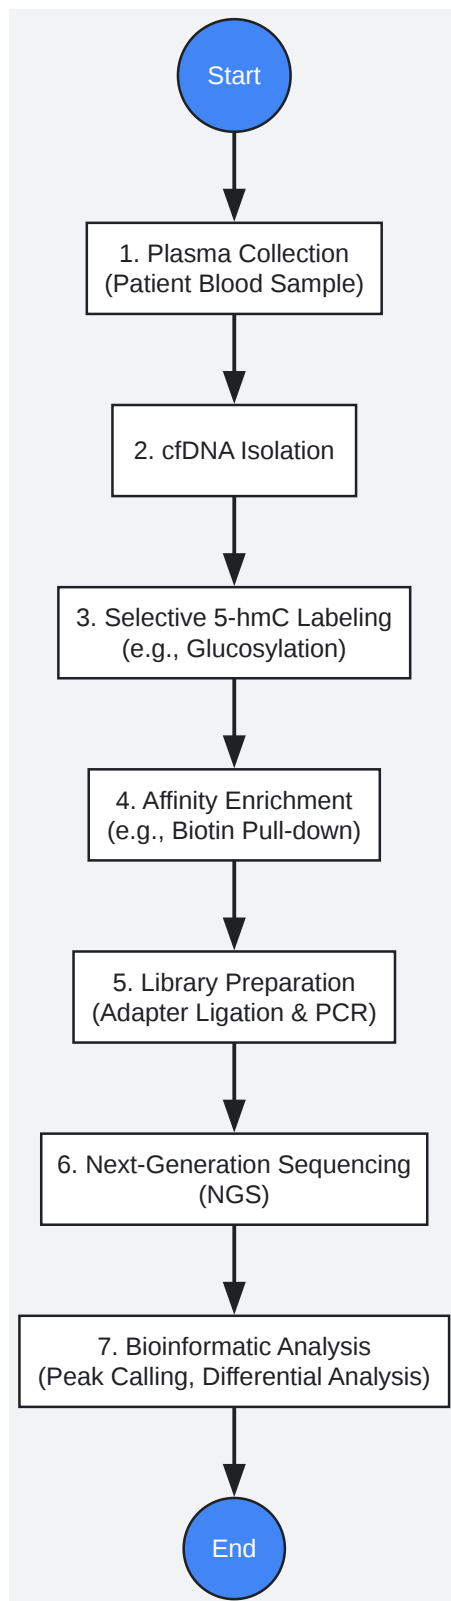 Start
1. Plasma Collection
(Patient Blood Sample)
2. cfDNA Isolation
3. Selective 5-hmC Labeling
(e.g., Glucosylation)
4. Affinity Enrichment
(e.g., Biotin Pull-down)
5. Library Preparation
(Adapter Ligation & PCR)
6. Next-Generation Sequencing
(NGS)
7. Bioinformatic Analysis
(Peak Calling, Differential Analysis)
End